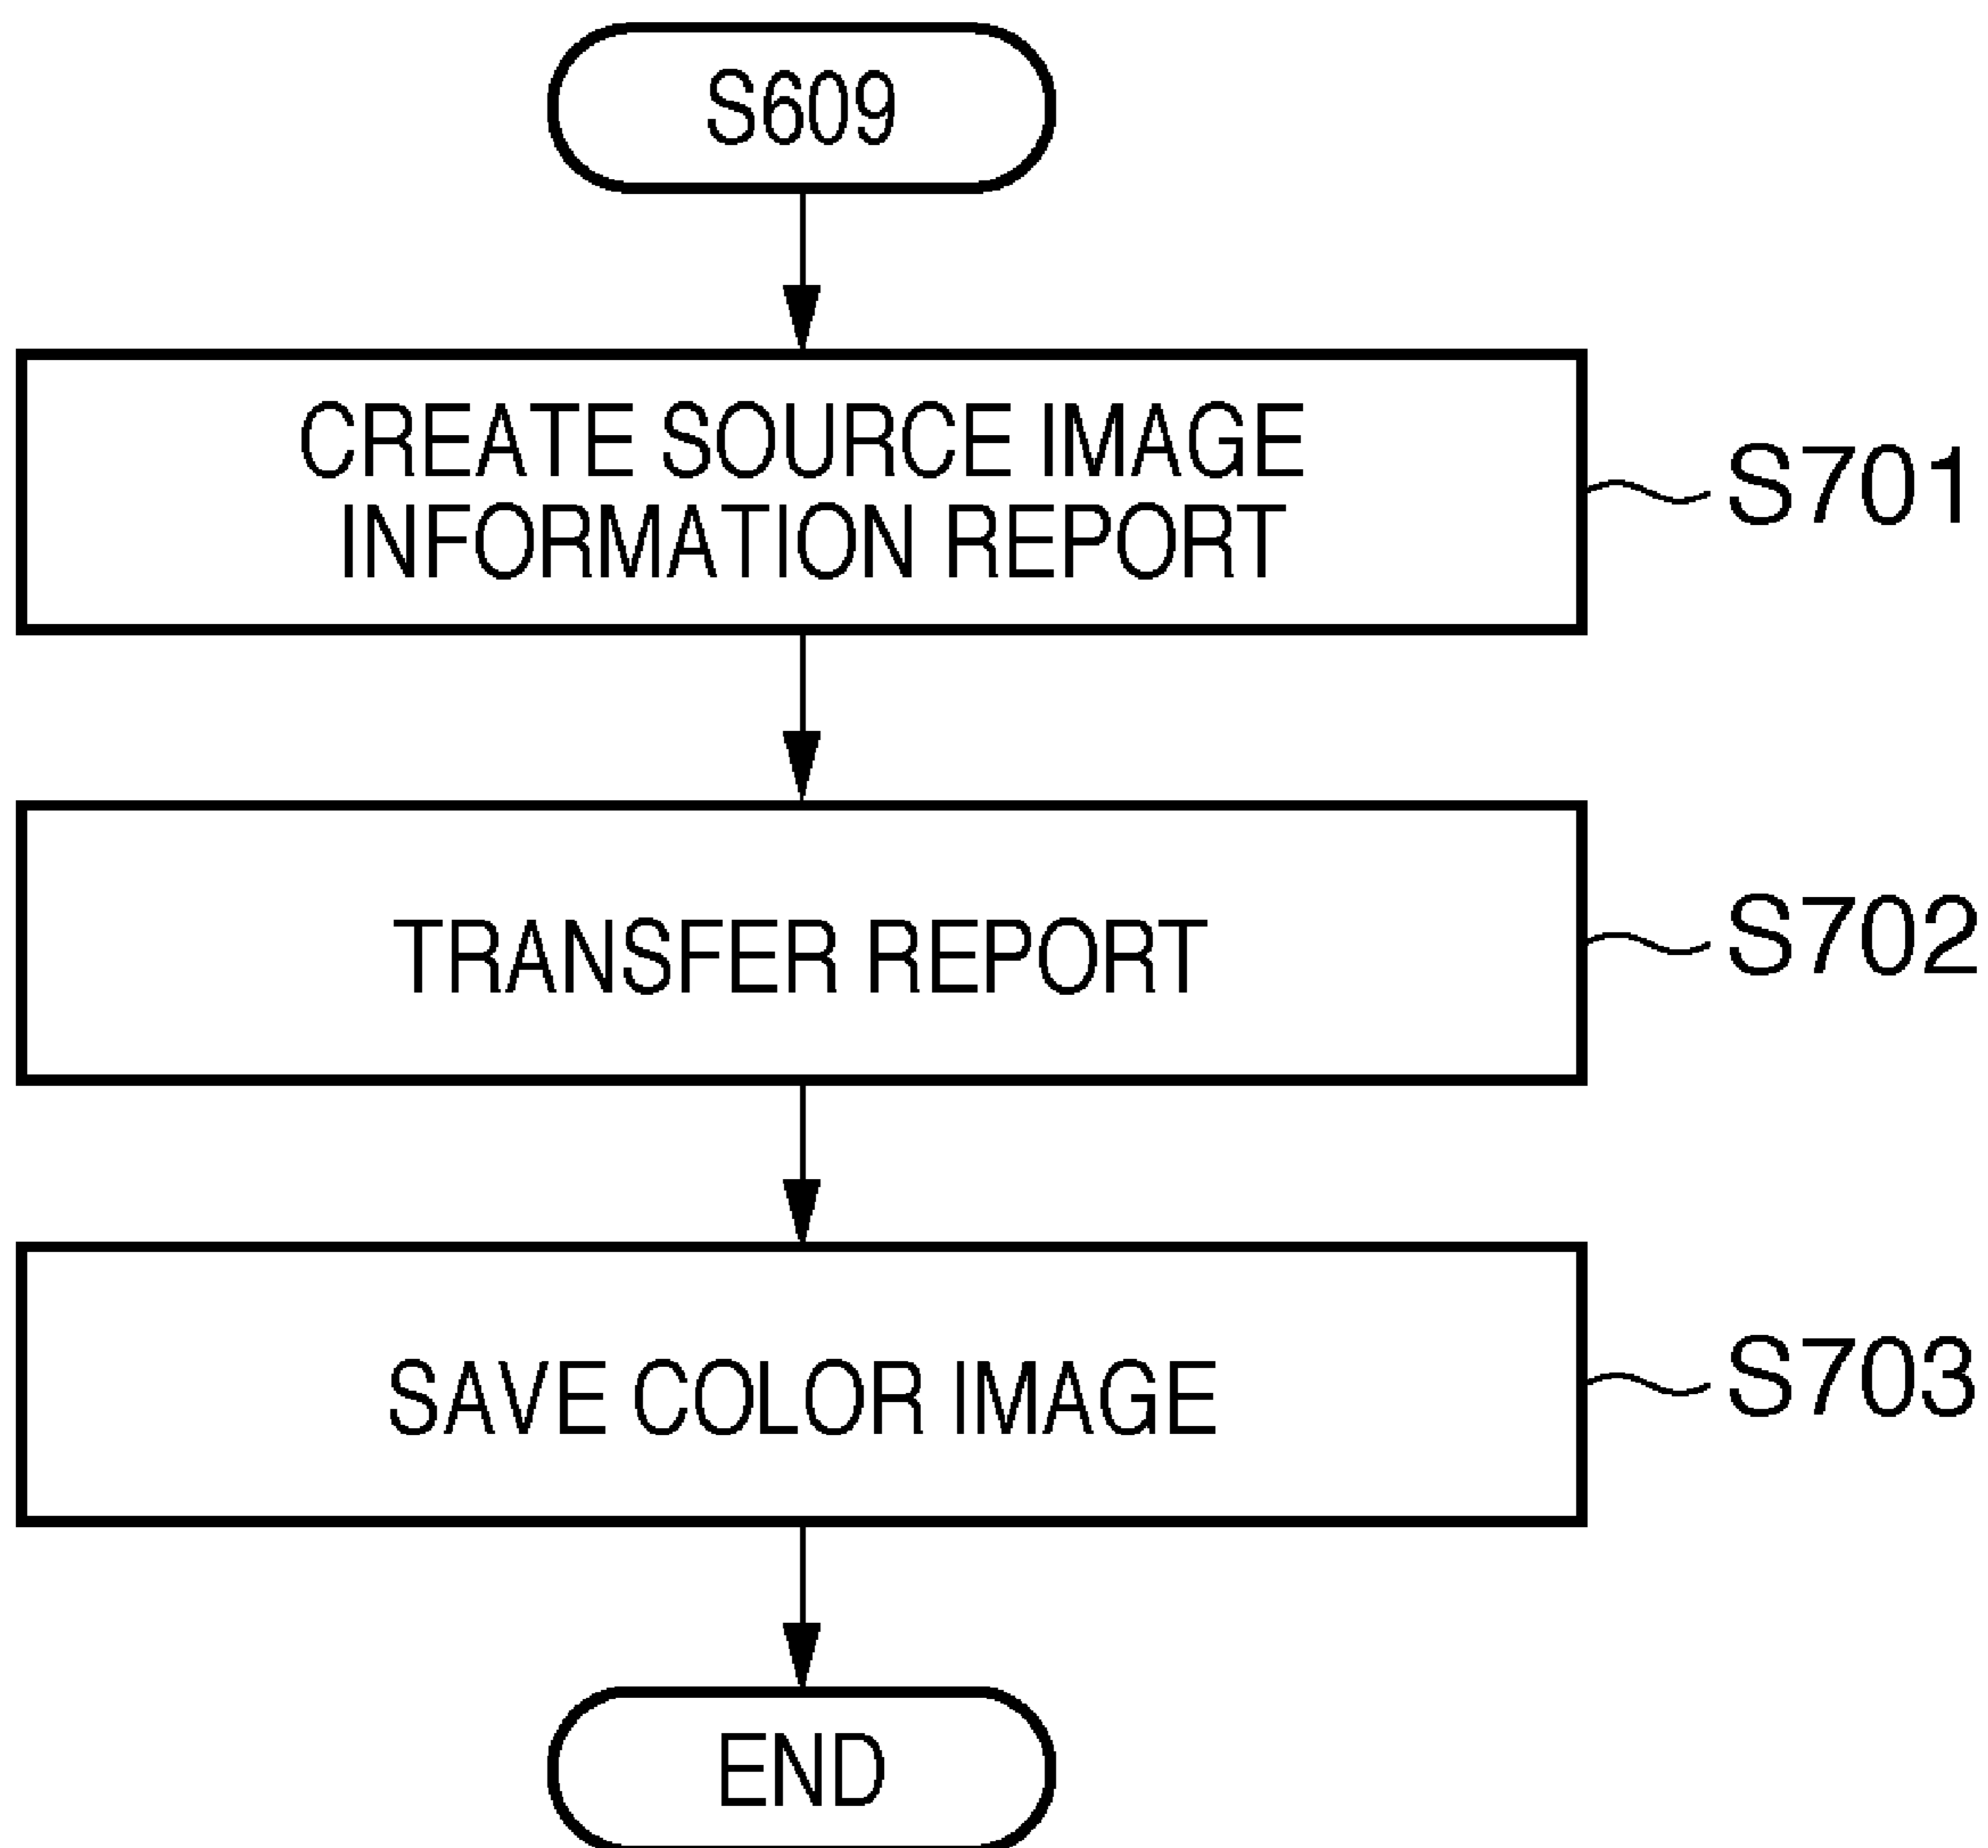 S609
CREATE SOURCE IMAGE
INFORMATION REPORT
S701
TRANSFER REPORT
S702
SAVE COLOR IMAGE
S703
END